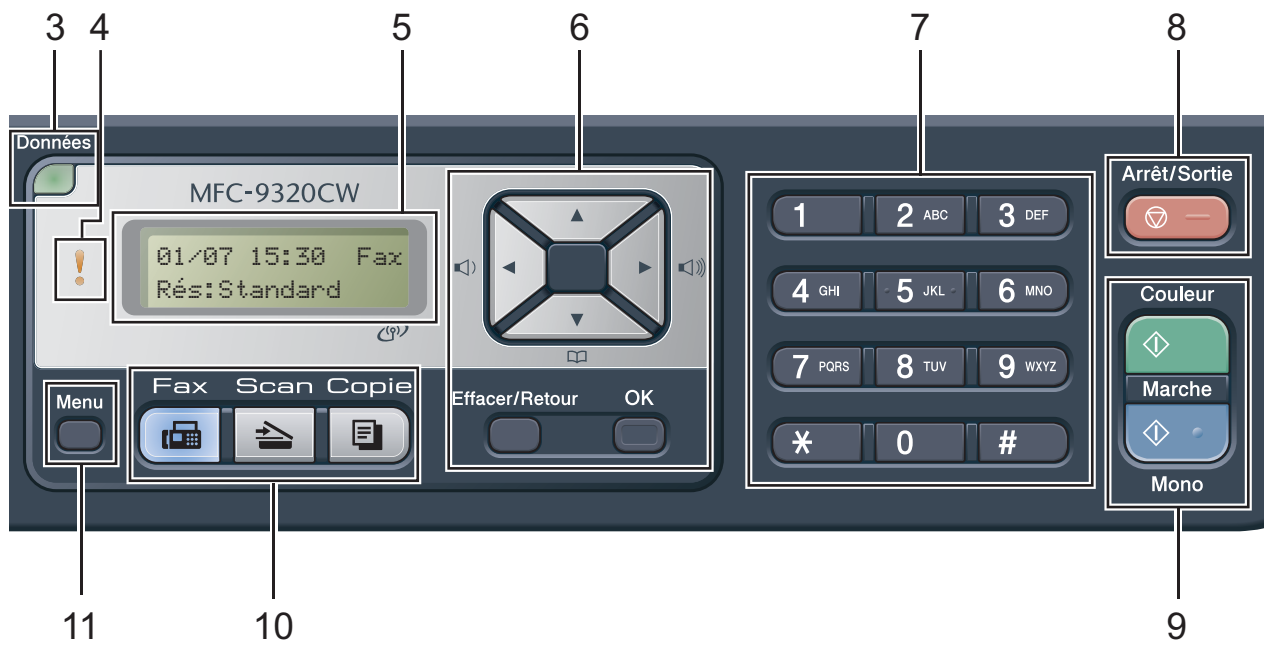 3 4 5 6 7 8
Données
MFC-9320CW
01/07 15:30 Fax
Rés:Standard
Fax Scan Copie
Menu
Effacer/Retour OK
1 2 ABC 3 DEF
4 GHI 5 JKL 6 MNO
7 PQRS 8 TUV 9 WXYZ
* 0 #
Arrêt/Sortie
Couleur
Marche
Mono
11 10 9